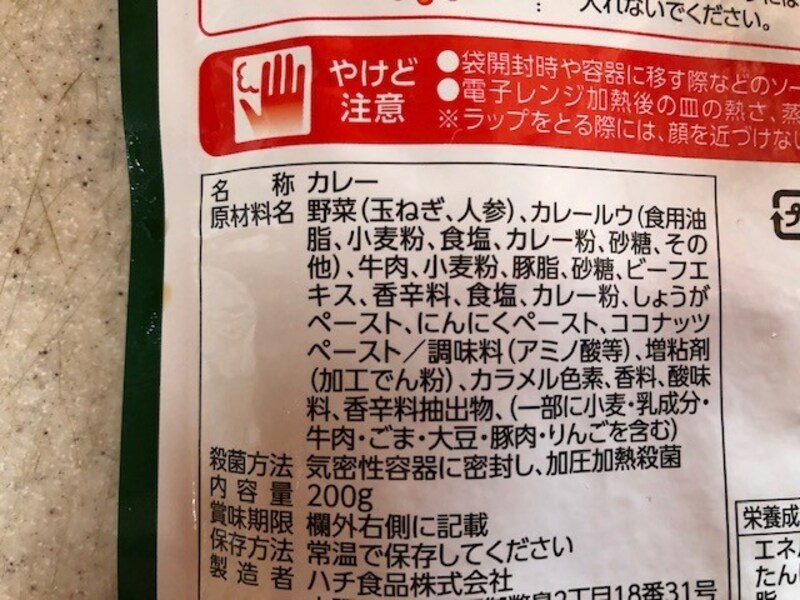 入れないでください。
やけど
注意
●袋開封時や容器に移す際などのソー
●電子レンジ加熱後の皿の熱さ、蒸
※ラップをとる際には、顔を近づけない
名称 カレー
原材料名 野菜(玉ねぎ、人参)、カレールウ(食用油
脂、小麦粉、食塩、カレー粉、砂糖、その
他)、牛肉、小麦粉、豚脂、砂糖、ビーフエ
キス、香辛料、食塩、カレー粉、しょうが
ペースト、にんにくペースト、ココナッツ
ペースト/調味料(アミノ酸等)、増粘剤
(加工でん粉)、カラメル色素、香料、酸味
料、香辛料抽出物、(一部に小麦・乳成分・
牛肉・ごま・大豆・豚肉・りんごを含む)
殺菌方法 気密性容器に密封し、加圧加熱殺菌
内容量 200g
賞味期限 欄外右側に記載
保存方法 常温で保存してください
製造者 ハチ食品株式会社
2丁目18番31号
プ
栄養成
エネ
たん
脂